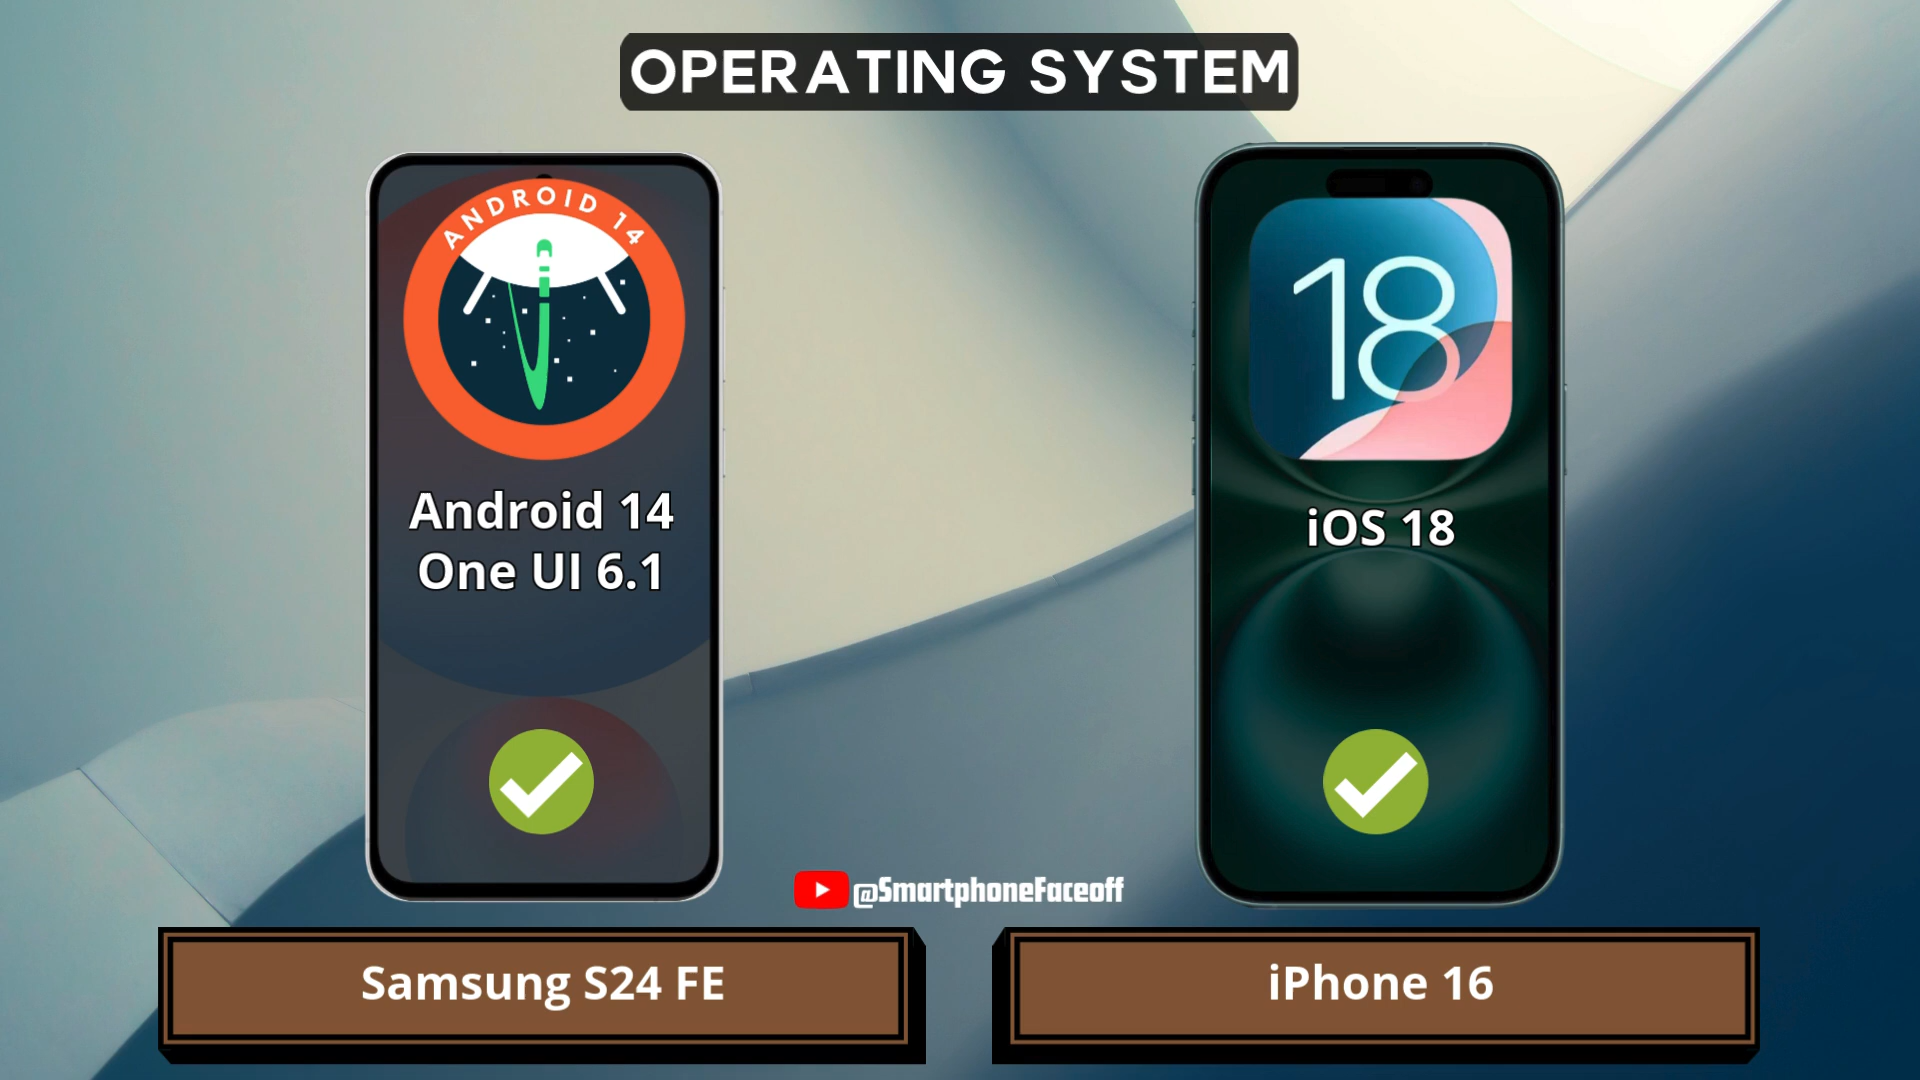 OPERATING SYSTEM
ANDROID 14
Android 14
One UI 6.1
18
iOS 18
@SmartphoneFaceoff
Samsung S24 FE
iPhone 16